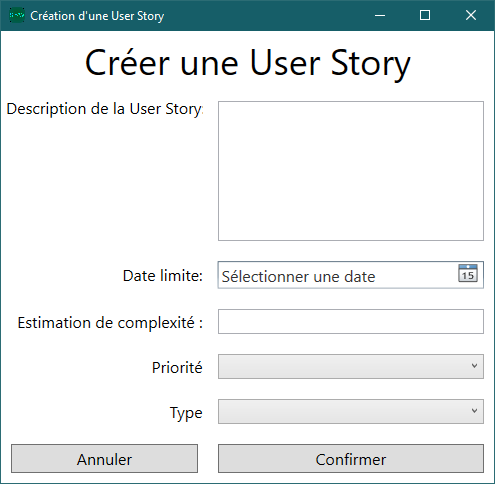 Création d'une User Story
Créer une User Story
Description de la User Story:
Date limite:
Sélectionner une date
15
Estimation de complexité :
Priorité
Type
Annuler
Confirmer